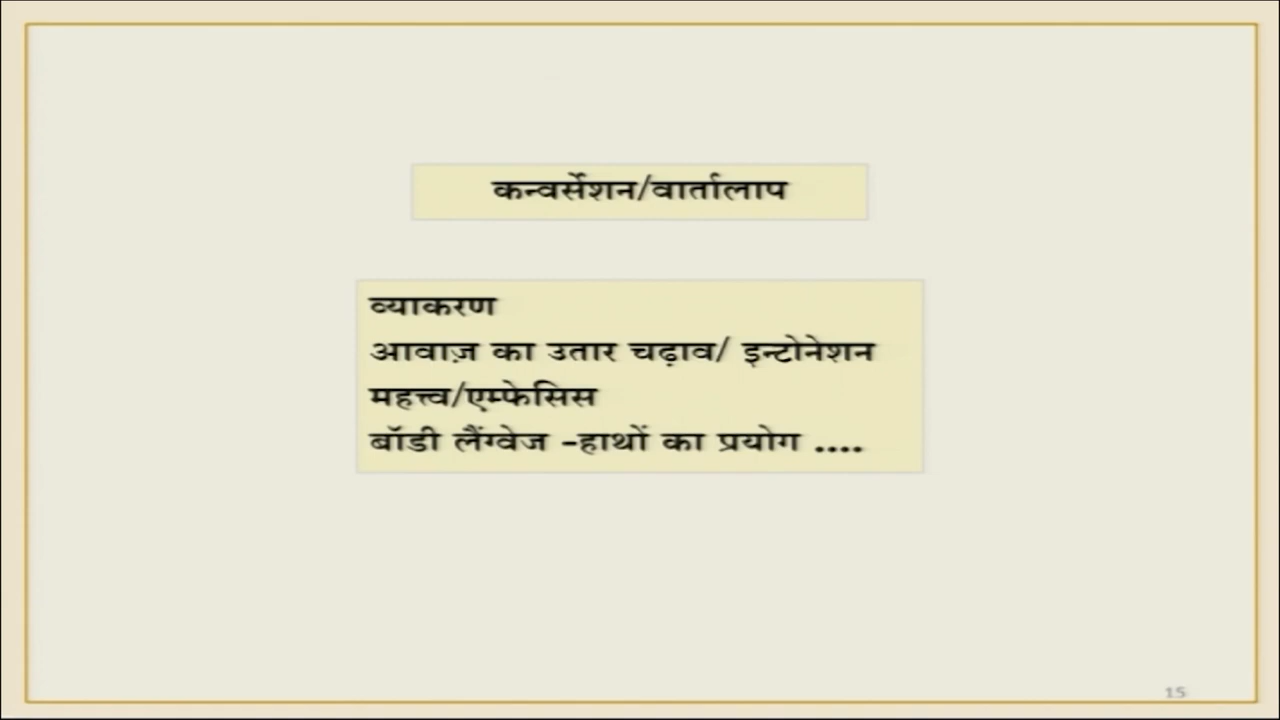 कन्वर्सेशन/वार्तालाप
व्याकरण
आवाज़ का उतार चढ़ाव/ इन्टोनेशन
महत्त्व/एम्फेसिस
बॉडी लैंग्वेज -हाथों का प्रयोग ....
15